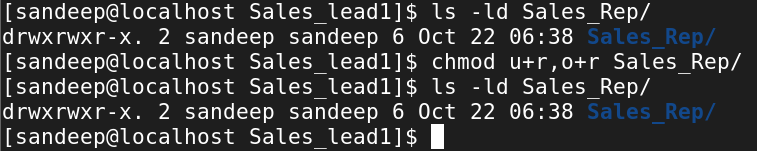 [sandeep@localhost Sales_lead1]$ ls -ld Sales_Rep/
drwxrwxr-x. 2 sandeep sandeep 6 Oct 22 06:38 Sales_Rep/
[sandeep@localhost Sales_lead1]$ chmod u+r,o+r Sales_Rep/
[sandeep@localhost Sales_lead1]$ ls -ld Sales_Rep/
drwxrwxr-x. 2 sandeep sandeep 6 Oct 22 06:38 Sales_Rep/
[sandeep@localhost Sales_lead1]$